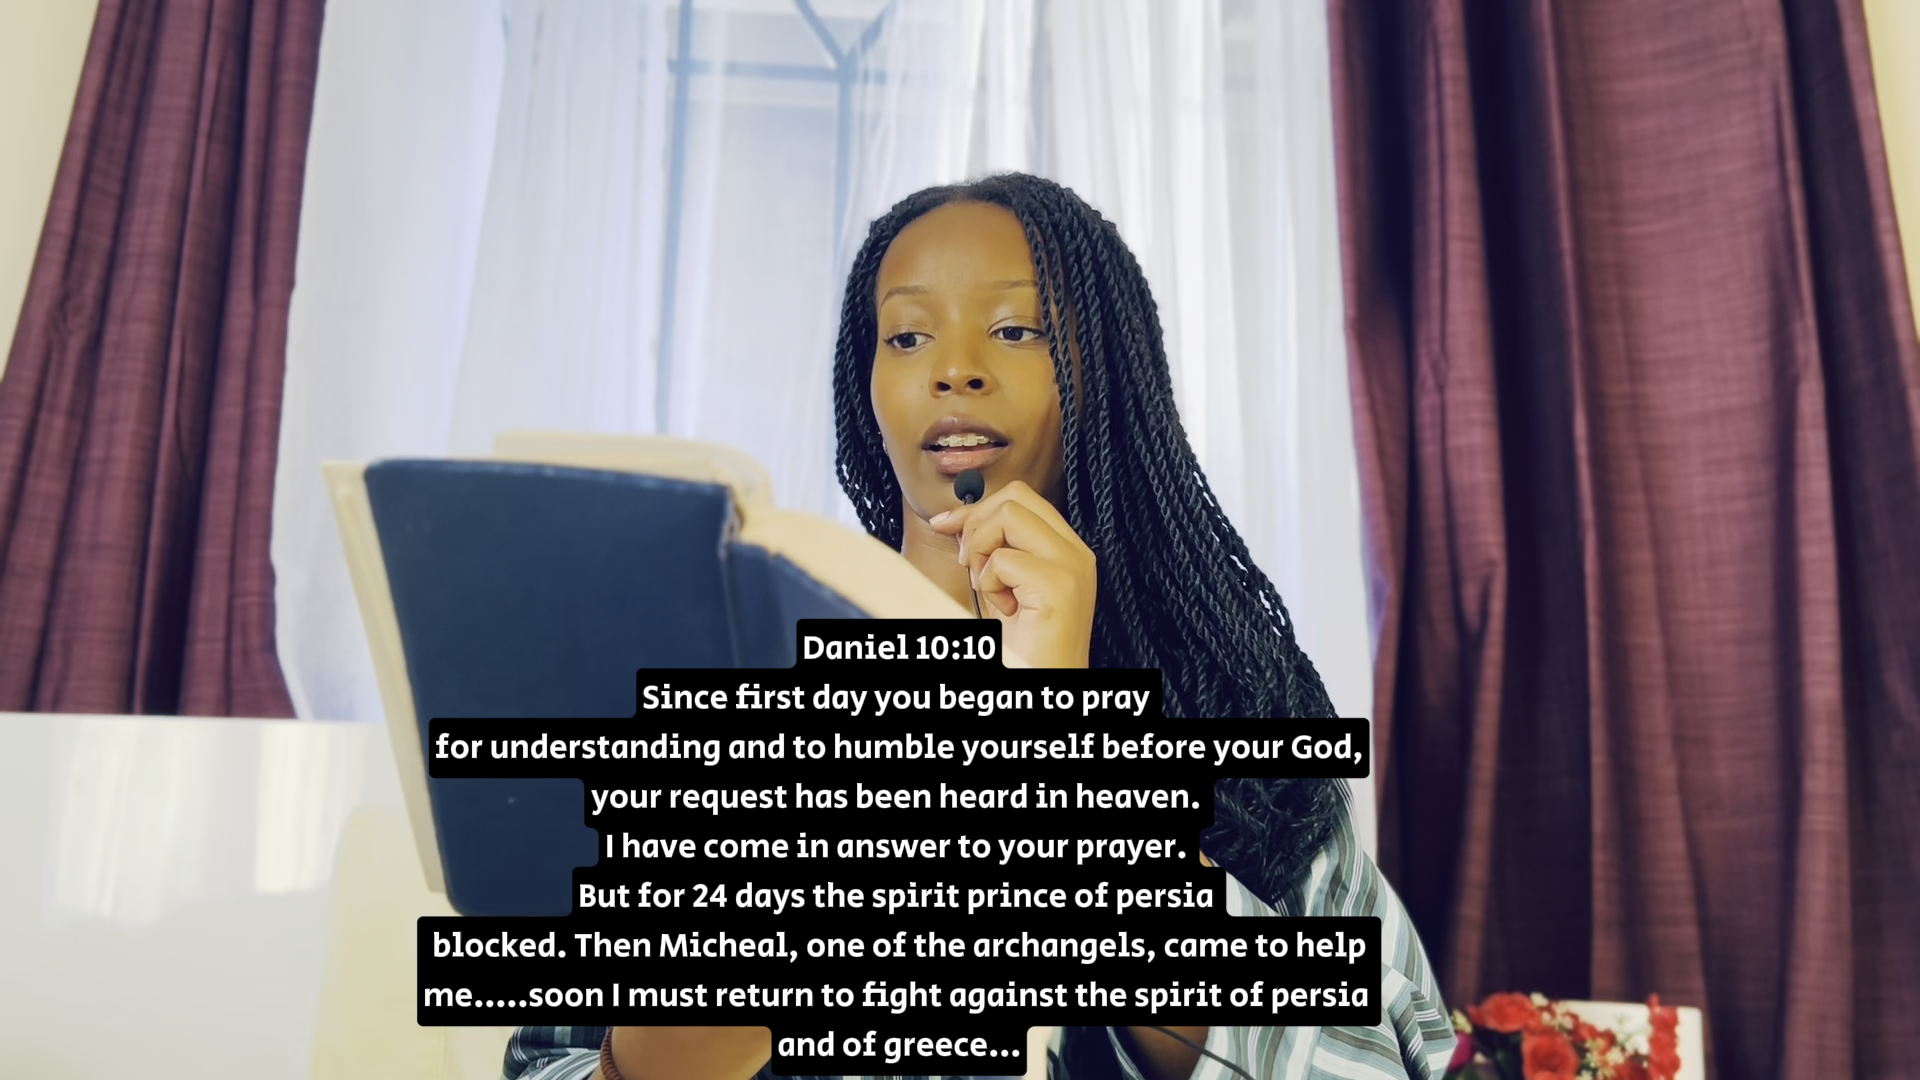 Daniel 10:10
Since first day you began to pray
for understanding and to humble yourself before your God,
your request has been heard in heaven.
I have come in answer to your prayer.
But for 24 days the spirit prince of persia
blocked. Then Micheal, one of the archangels, came to help
me.....soon I must return to fight against the spirit of persia
and of greece...